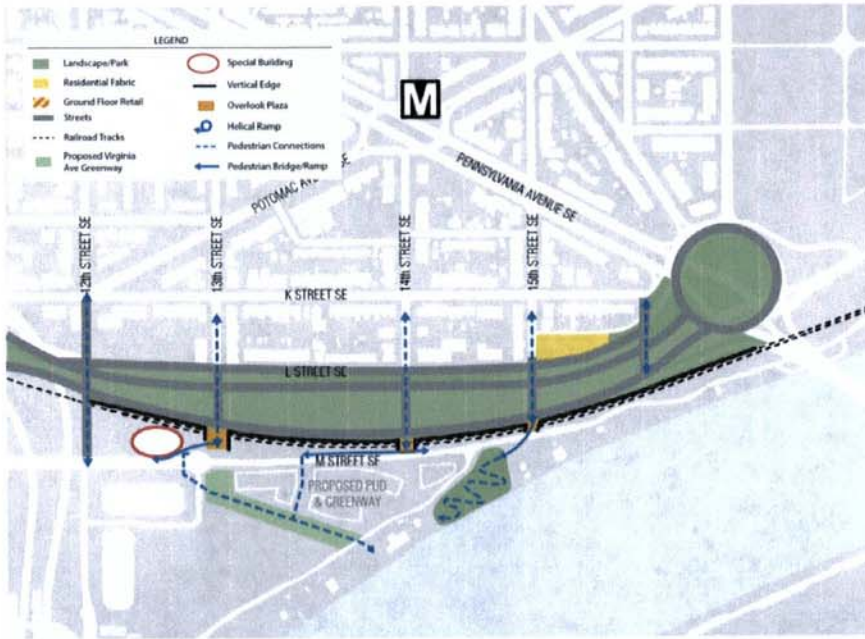 LEGEND
Landscape/Park
Residential Fabric
Ground Floor Retail
Streets
Railroad Tracks
Proposed Virginia
Ave Greenway
Special Building
Vertical Edge
Overlook Plaza
Helical Ramp
Pedestrian Connections
Pedestrian Bridge/Ramp
M
POTOMAC AVE
PENNSYLVANIA AVENUE SE
12th STREET SE
13th STREET SE
14th STREET SE
15th STREET SE
K STREET SE
L STREET SE
M STREET SE
PROPOSED PUD
& GREENWAY